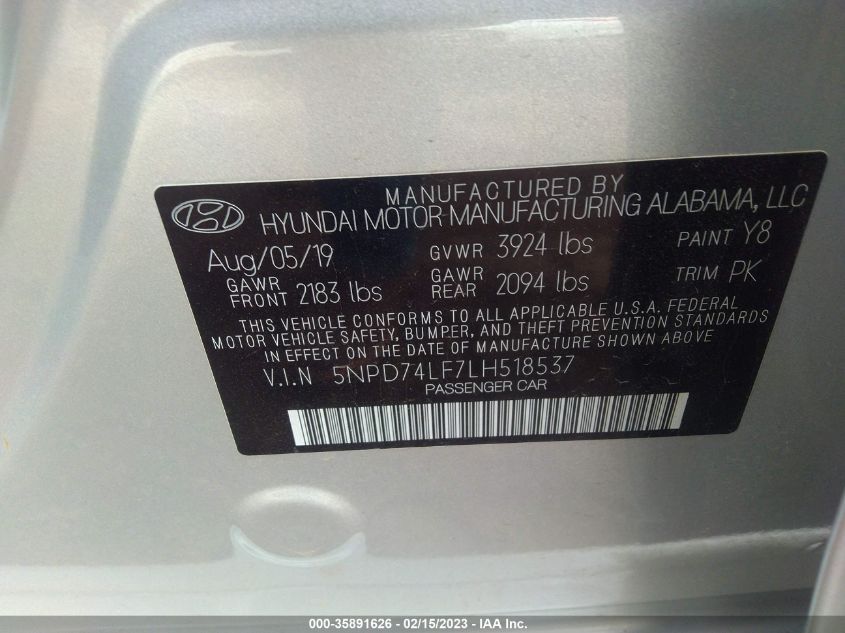 MANUFACTURED BY
HYUNDAI MOTOR MANUFACTURING ALABAMA, LLC
Aug/05/19 GVWR 3924 lbs PAINT Y8
GAWR FRONT 2183 lbs GAWR REAR 2094 lbs TRIM PK
THIS VEHICLE CONFORMS TO ALL APPLICABLE U.S.A. FEDERAL
MOTOR VEHICLE SAFETY, BUMPER, AND THEFT PREVENTION STANDARDS
IN EFFECT ON THE DATE OF MANUFACTURE SHOWN ABOVE
V.I.N 5NPD74LF7LH518537
PASSENGER CAR
000-35891626 - 02/15/2023 - IAA Inc.